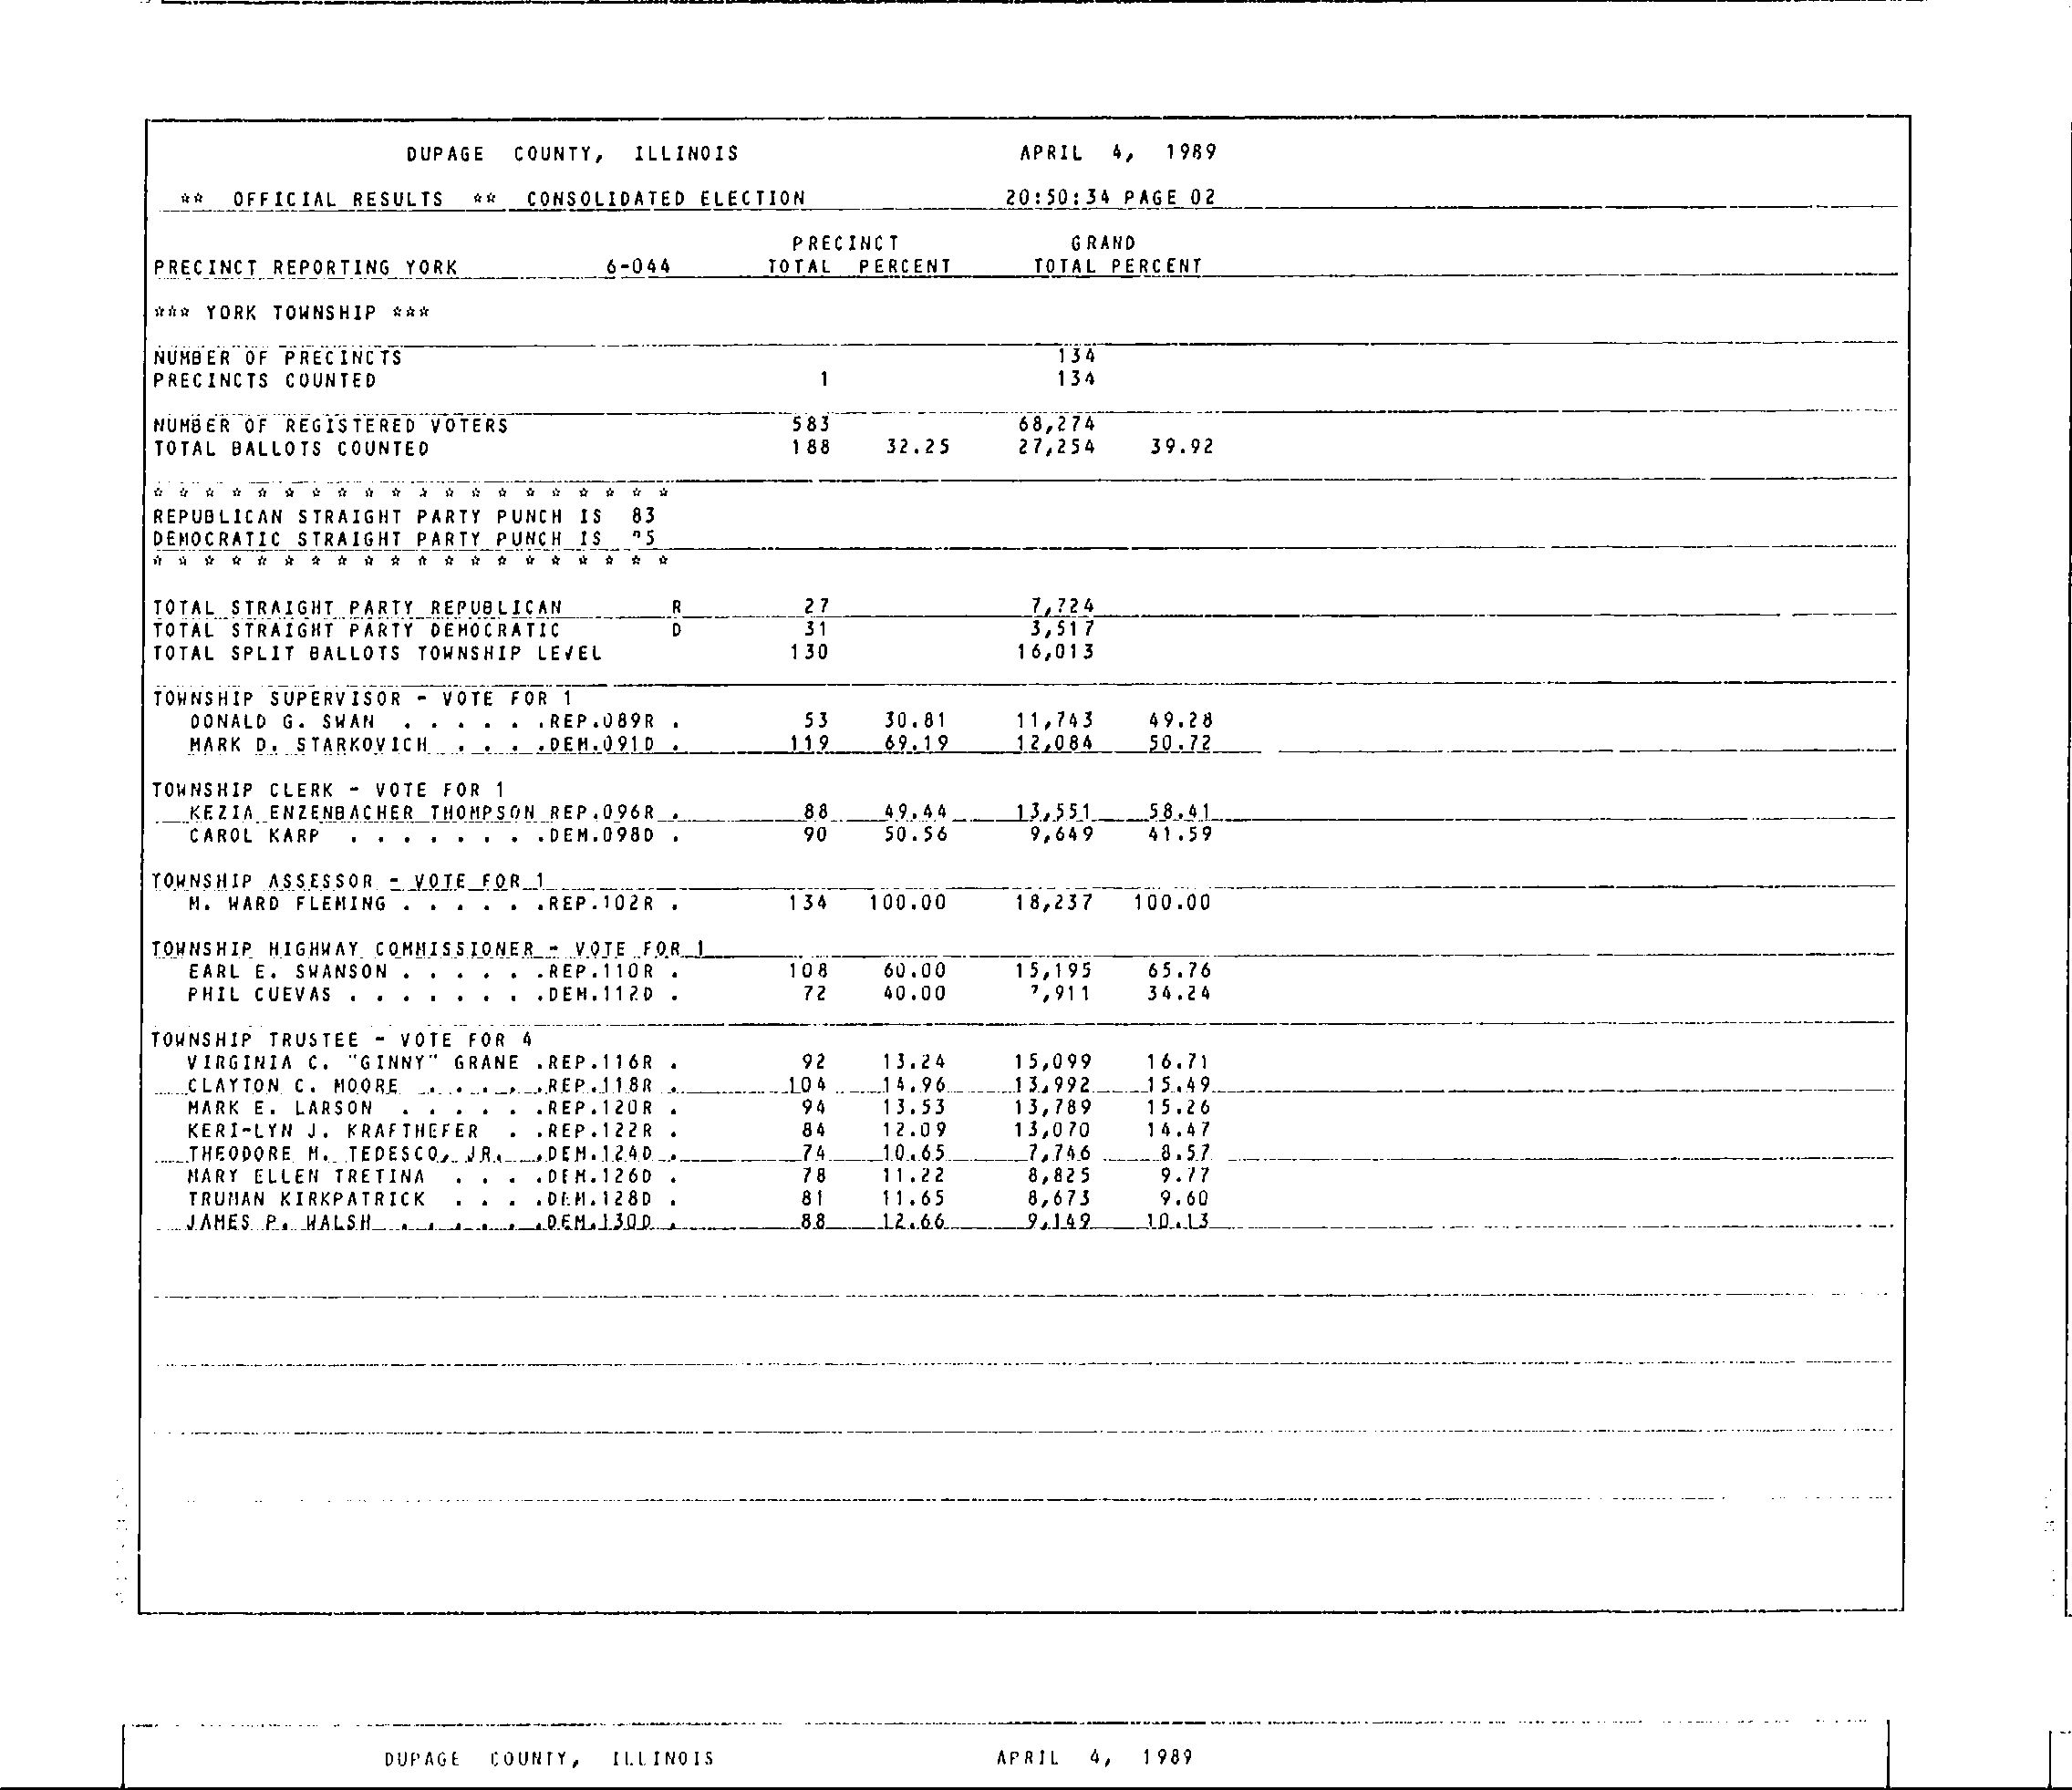 DUPAGE COUNTY, ILLINOIS APRIL 4, 1989
** OFFICIAL RESULTS ** CONSOLIDATED ELECTION 20:50:34 PAGE 02
PRECINCT GRAND
PRECINCT REPORTING YORK 6-044 TOTAL PERCENT TOTAL PERCENT
*** YORK TOWNSHIP ***
NUMBER OF PRECINCTS 134
PRECINCTS COUNTED 1 134
NUMBER OF REGISTERED VOTERS 583 68,274
TOTAL BALLOTS COUNTED 188 32.25 27,254 39.92
* * * * * * * * * * * * * * * * * * * *
REPUBLICAN STRAIGHT PARTY PUNCH IS 83
DEMOCRATIC STRAIGHT PARTY PUNCH IS
* * * * * * * * * * * * * * * * * * * *
TOTAL STRAIGHT PARTY REPUBLICAN R 27 7,724
TOTAL STRAIGHT PARTY DEMOCRATIC D 31 3,517
TOTAL SPLIT BALLOTS TOWNSHIP LEVEL 130 16,013
TOWNSHIP SUPERVISOR - VOTE FOR 1
DONALD G. SWAN . . . . . .REP.089R . 53 30.81 11,743 49.28
MARK D. STARKOVICH . . . .DEM.091D . 119 69.19 12,084 50.72
TOWNSHIP CLERK - VOTE FOR 1
KEZIA ENZENBACHER THOMPSON REP.096R . 88 49.44 13,551 58.41
CAROL KARP . . . . . . . .DEM.098D . 90 50.56 9,649 41.59
TOWNSHIP ASSESSOR - VOTE FOR 1
M. WARD FLEMING . . . . . .REP.102R . 134 100.00 18,237 100.00
TOWNSHIP HIGHWAY COMMISSIONER - VOTE FOR 1
EARL E. SWANSON . . . . . .REP.110R . 108 60.00 15,195 65.76
PHIL CUEVAS . . . . . . . .DEM.112D . 72 40.00 7,911 34.24
TOWNSHIP TRUSTEE - VOTE FOR 4
VIRGINIA C. "GINNY" GRANE .REP.116R . 92 13.24 15,099 16.71
CLAYTON C. MOORE . . . . .REP.118R . 104 14.96 13,992 15.49
MARK E. LARSON . . . . . .REP.120R . 94 13.53 13,789 15.26
KERI-LYN J. KRAFTHEFER . .REP.122R . 84 12.09 13,070 14.47
THEODORE M. TEDESCO, JR. .DEM.124D . 74 10.65 7,746 8.57
MARY ELLEN TRETINA . . . .DEM.126D . 78 11.22 8,825 9.77
TRUMAN KIRKPATRICK . . . .DEM.128D . 81 11.65 8,673 9.60
JAMES P. WALSH . . . . . .DEM.130D . 88 12.66 9,149 10.13
DUPAGE COUNTY, ILLINOIS APRIL 4, 1989